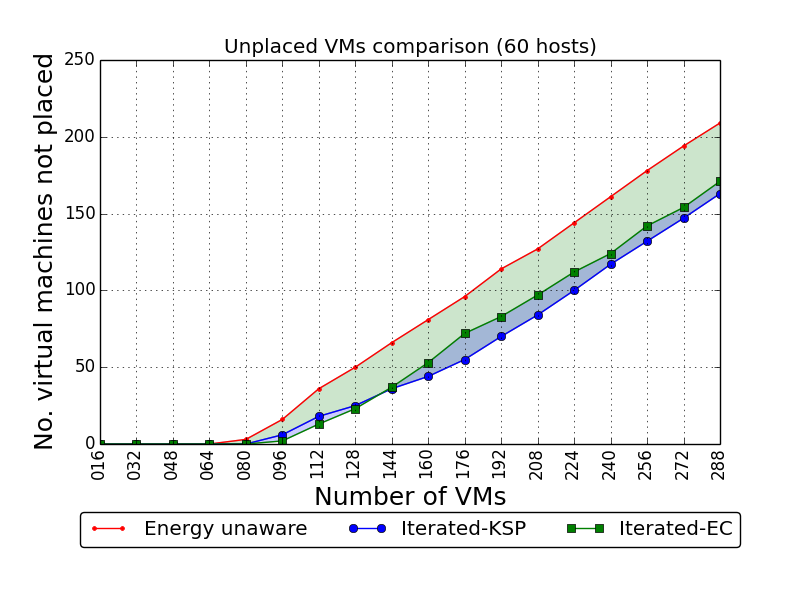 Unplaced VMs comparison (60 hosts)
No. virtual machines not placed
250
200
150
100
50
0
016 032 048 064 080 096 112 128 144 160 176 192 208 224 240 256 272 288
Number of VMs
Energy unaware Iterated-KSP Iterated-EC